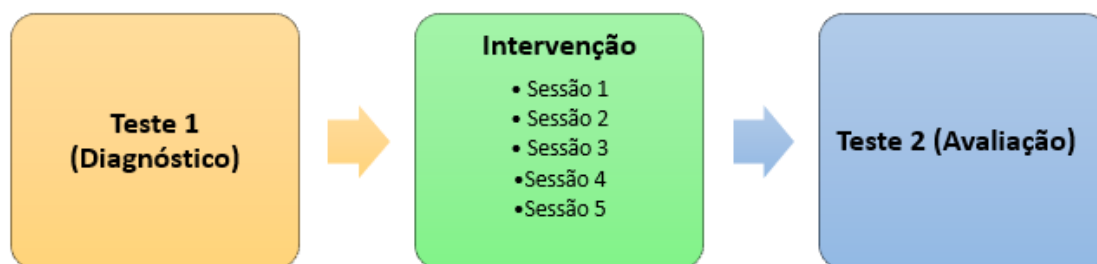 Teste 1
(Diagnóstico)
Intervenção
• Sessão 1
• Sessão 2
• Sessão 3
•Sessão 4
•Sessão 5
Teste 2 (Avaliação)